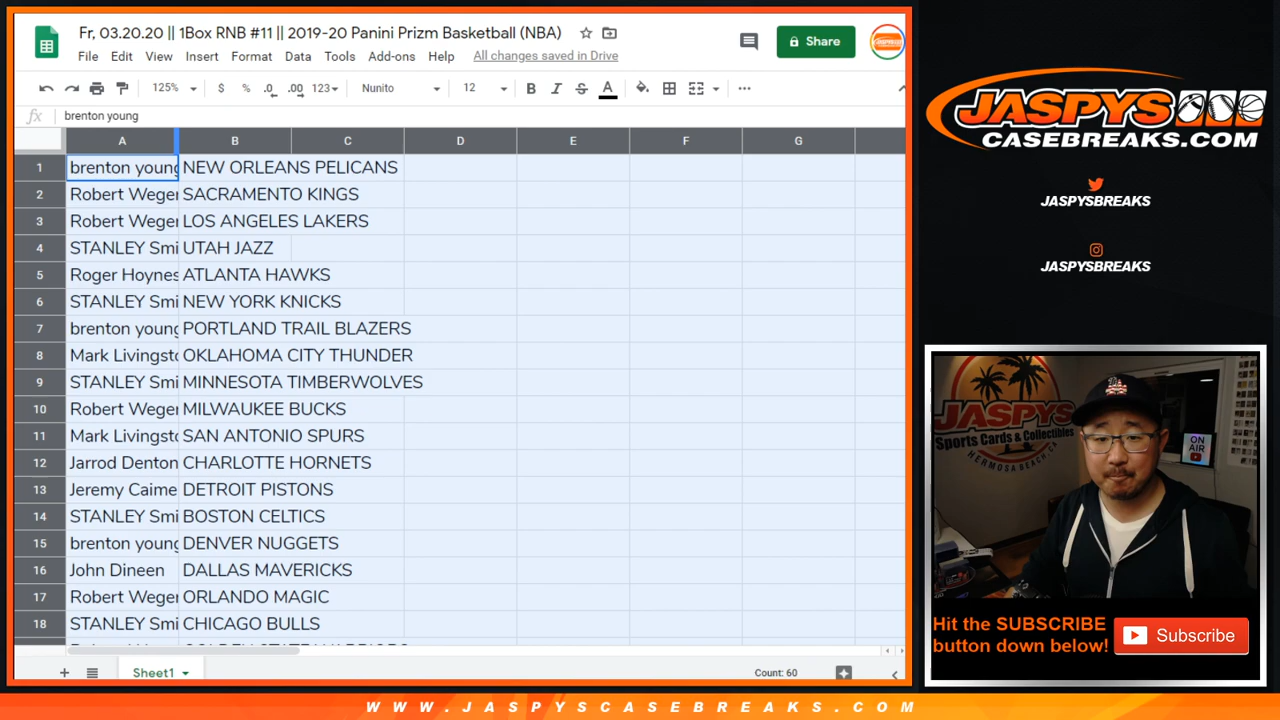 Fr, 03.20.20 || 1Box RNB #11 || 2019-20 Panini Prizm Basketball (NBA)
Share
File Edit View Insert Format Data Tools Add-ons Help All changes saved in Drive
125% $ % .0 .00 123 Nunito 12 B I S A
fx brenton young
A B C D E F G
1 brenton young NEW ORLEANS PELICANS
2 Robert Weger SACRAMENTO KINGS
3 Robert Weger LOS ANGELES LAKERS
4 STANLEY Smi UTAH JAZZ
5 Roger Hoynes ATLANTA HAWKS
6 STANLEY Smi NEW YORK KNICKS
7 brenton young PORTLAND TRAIL BLAZERS
8 Mark Livingsto OKLAHOMA CITY THUNDER
9 STANLEY Smi MINNESOTA TIMBERWOLVES
10 Robert Weger MILWAUKEE BUCKS
11 Mark Livingsto SAN ANTONIO SPURS
12 Jarrod Denton CHARLOTTE HORNETS
13 Jeremy Caime DETROIT PISTONS
14 STANLEY Smi BOSTON CELTICS
15 brenton young DENVER NUGGETS
16 John Dineen DALLAS MAVERICKS
17 Robert Weger ORLANDO MAGIC
18 STANLEY Smi CHICAGO BULLS
Sheet1
Count: 60
JASPYS
CASEBREAKS.COM
JASPYSBREAKS
JASPYSBREAKS
JASPYS
Sports Cards & Collectibles
HERMOSA BEACH, CA
ON AIR
Hit the SUBSCRIBE
button down below!
Subscribe
WWW.JASPYSCASEBREAKS.COM